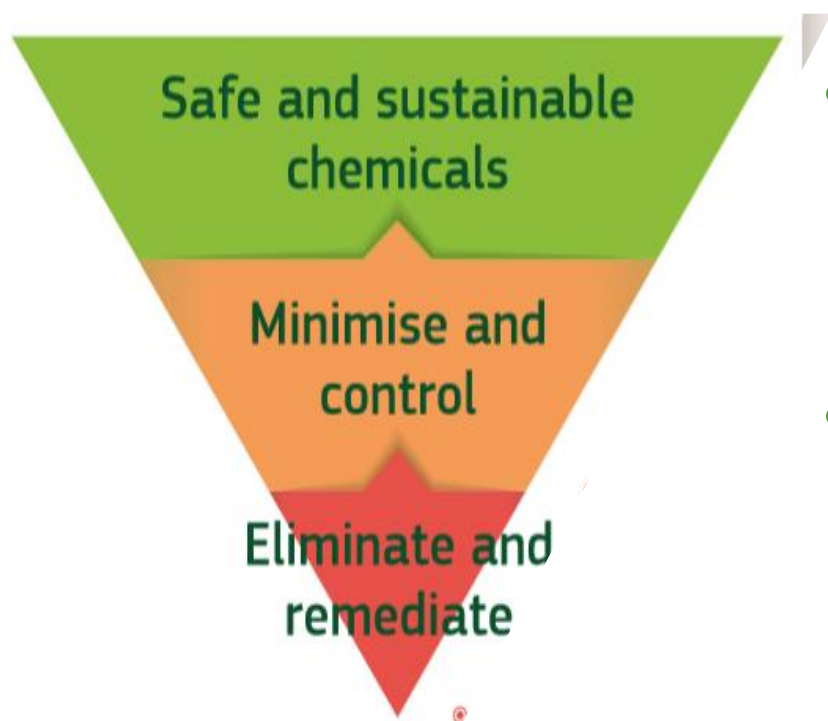 Safe and sustainable
chemicals
Minimise and
control
Eliminate and
remediate